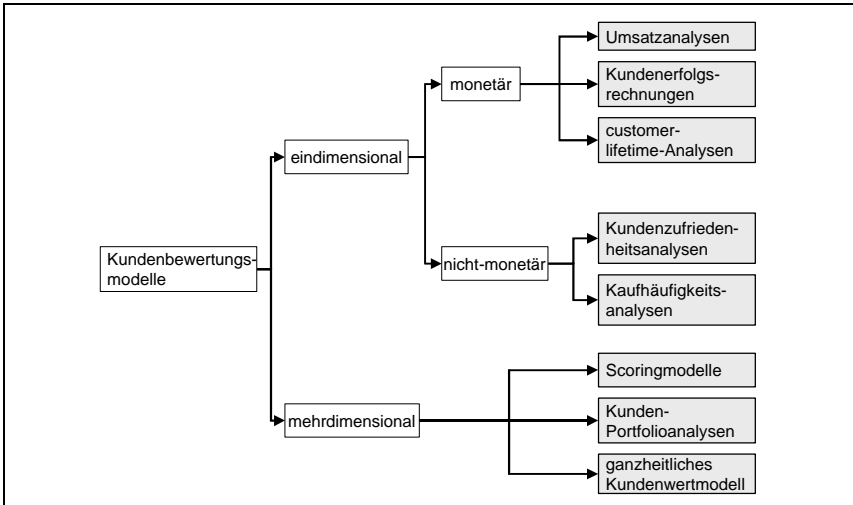 Kundenbewertungs-
modelle
eindimensional
monetär
Umsatzanalysen
Kundenerfolgs-
rechnungen
customer-
lifetime-Analysen
nicht-monetär
Kundenzufrieden-
heitsanalysen
Kaufhäufigkeits-
analysen
mehrdimensional
Scoringmodelle
Kunden-
Portfolioanalysen
ganzheitliches
Kundenwertmodell